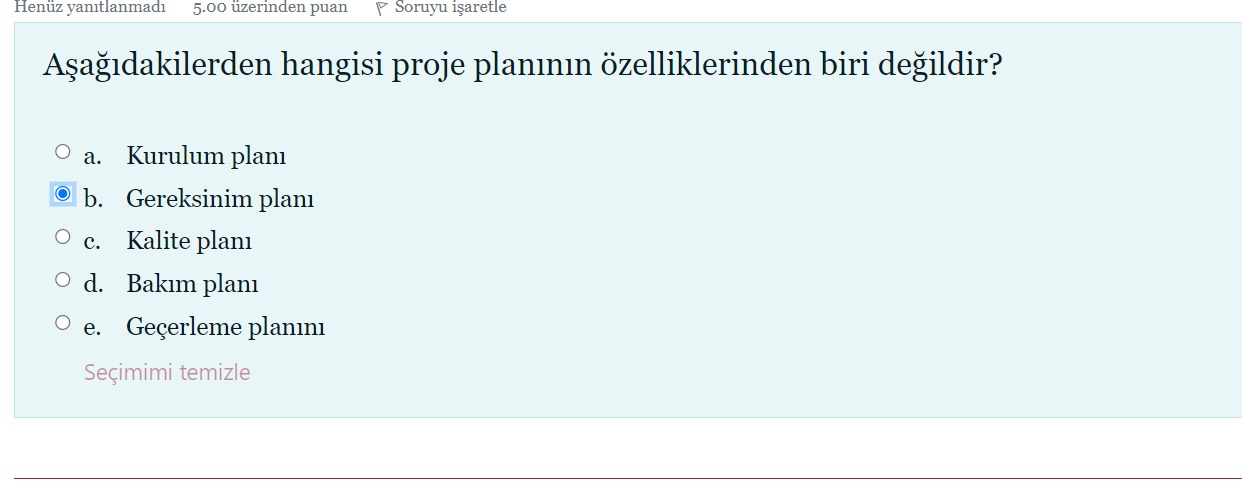 Henüz yanıtlanmadı 5.00 üzerinden puan Soruyu işaretle
Aşağıdakilerden hangisi proje planının özelliklerinden biri değildir?
a. Kurulum planı
b. Gereksinim planı
c. Kalite planı
d. Bakım planı
e. Geçerleme planını
Seçimimi temizle